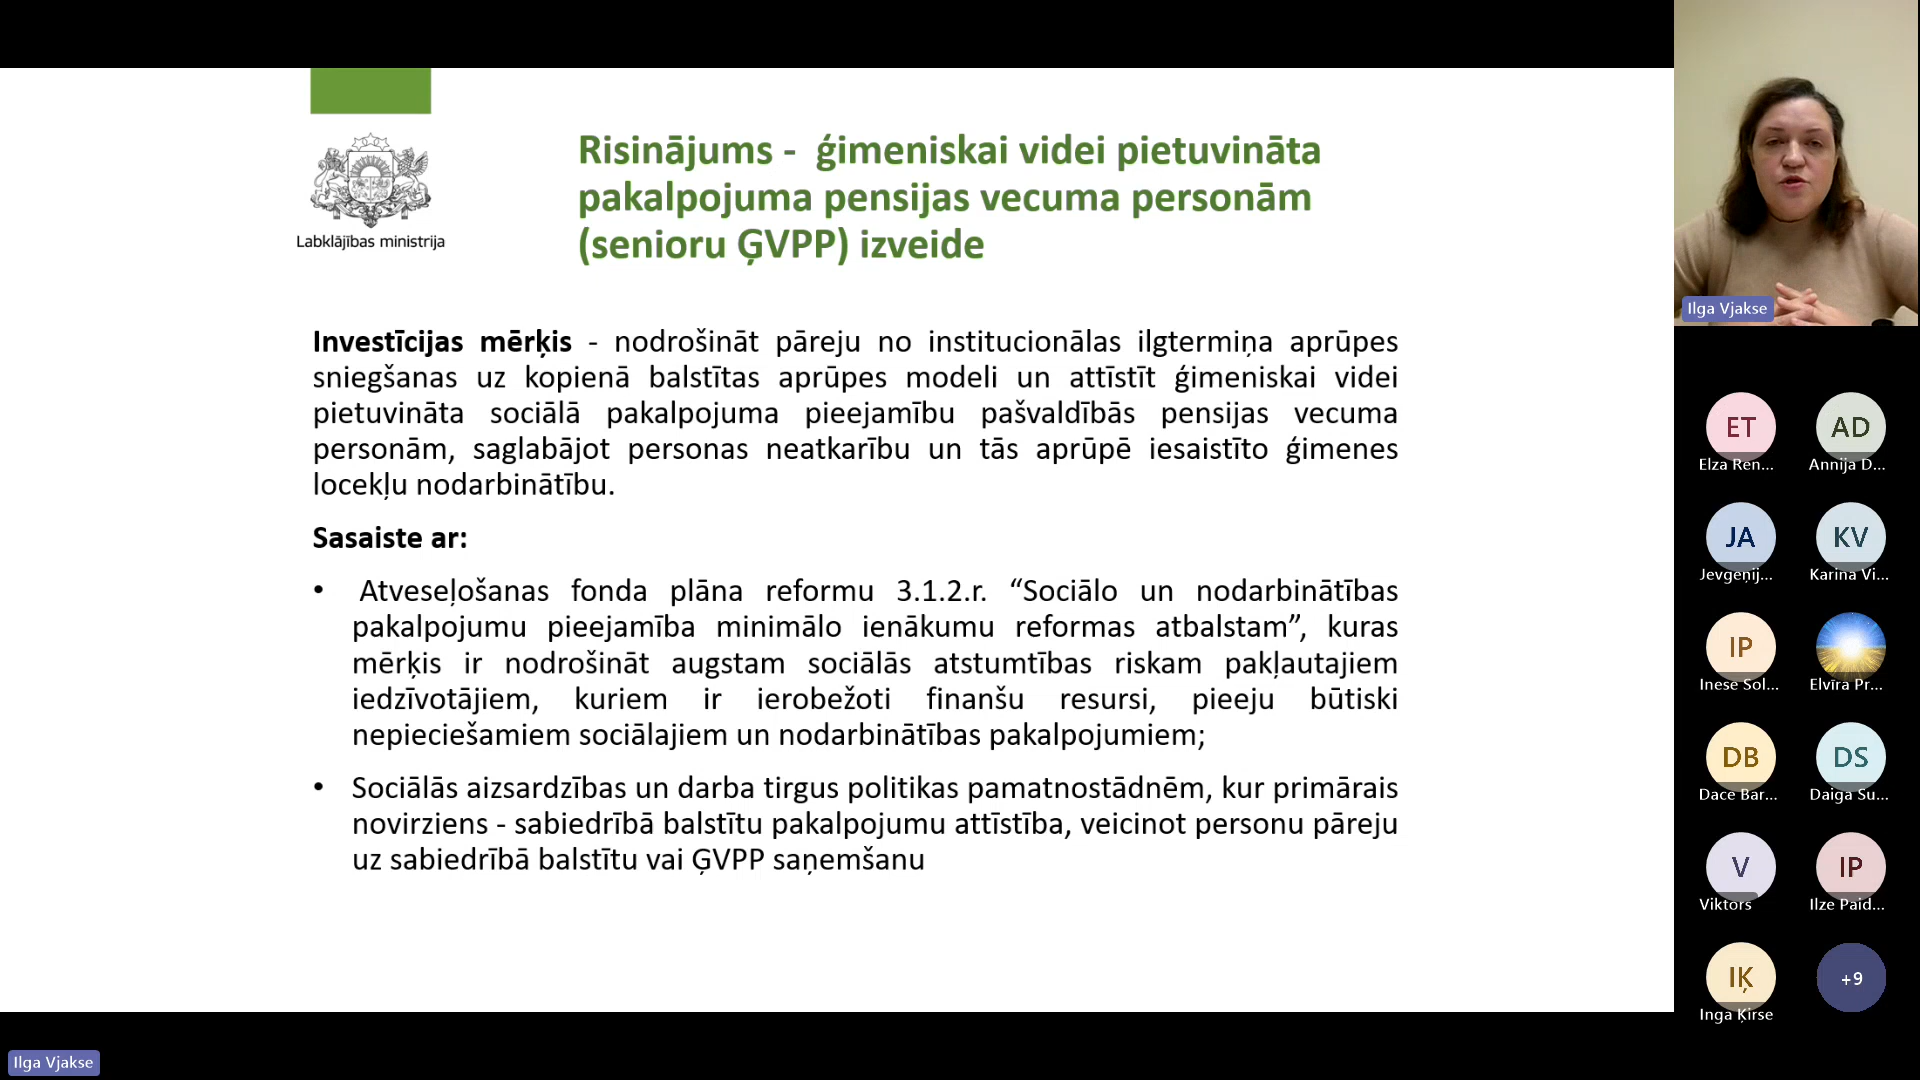 Labklājības ministrija
Risinājums -  ģimeniskai videi pietuvināta
pakalpojuma pensijas vecuma personām
(senioru ĢVPP) izveide
Investīcijas mērķis - nodrošināt pāreju no institucionālas ilgtermiņa aprūpes
sniegšanas uz kopienā balstītas aprūpes modeli un attīstīt ģimeniskai videi
pietuvināta sociālā pakalpojuma pieejamību pašvaldībās pensijas vecuma
personām, saglabājot personas neatkarību un tās aprūpē iesaistīto ģimenes
locekļu nodarbinātību.
Sasaiste ar:
• Atveseļošanas fonda plāna reformu 3.1.2.r. “Sociālo un nodarbinātības
pakalpojumu pieejamība minimālo ienākumu reformas atbalstam”, kuras
mērķis ir nodrošināt augstam sociālās atstumtības riskam pakļautajiem
iedzīvotājiem, kuriem ir ierobežoti finanšu resursi, pieeju būtiski
nepieciešamiem sociālajiem un nodarbinātības pakalpojumiem;
• Sociālās aizsardzības un darba tirgus politikas pamatnostādnēm, kur primārais
novirziens - sabiedrībā balstītu pakalpojumu attīstība, veicinot personu pāreju
uz sabiedrībā balstītu vai ĢVPP saņemšanu
Ilga Vjakse
ET
Elza Ren...
AD
Annija D...
JA
Jevgeņij...
KV
Karina Vi...
IP
Inese Sol...
Elvīra Pr...
DB
Dace Bar...
DS
Daiga Su...
V
Viktors
IP
Ilze Paid...
IĶ
Inga Ķirse
+9
Ilga Vjakse